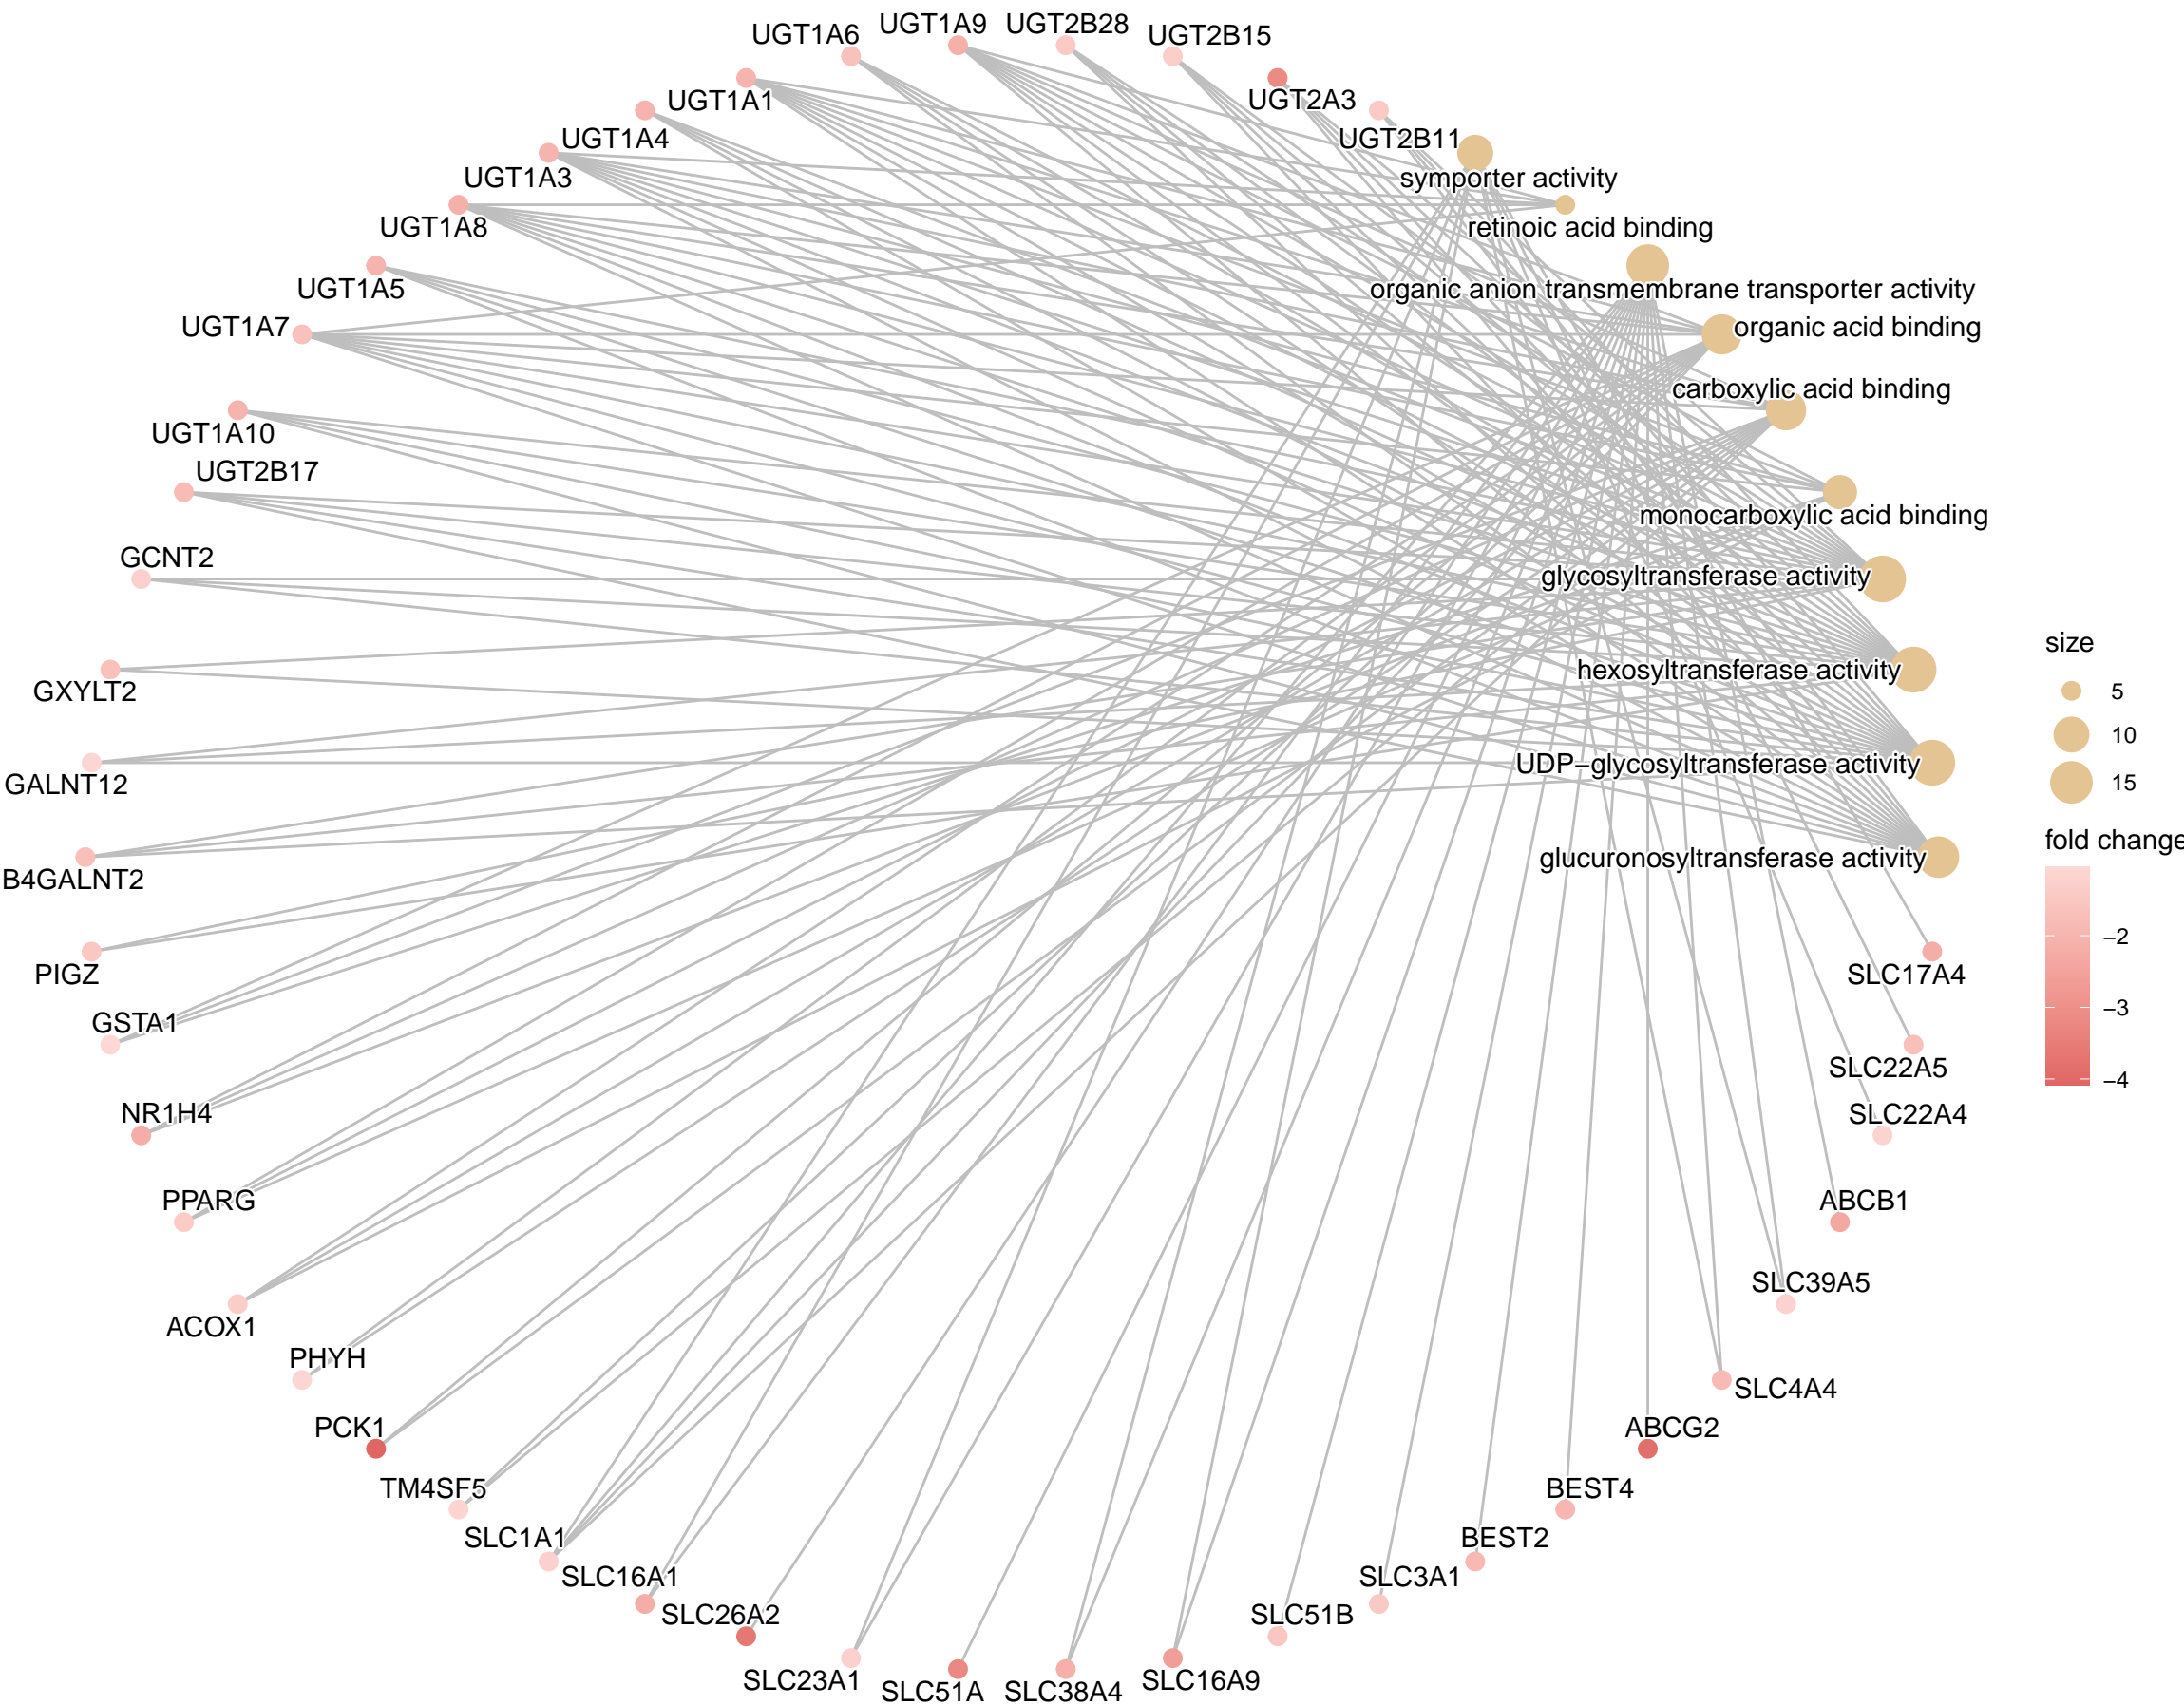 UGT1A6
UGT1A9
UGT2B28
UGT2B15
UGT1A1
UGT2A3
UGT1A4
UGT2B11
UGT1A3
symporter activity
UGT1A8
retinoic acid binding
UGT1A5
organic anion transmembrane transporter activity
UGT1A7
organic acid binding
carboxylic acid binding
UGT1A10
UGT2B17
monocarboxylic acid binding
GCNT2
glycosyltransferase activity
GXYLT2
hexosyltransferase activity
GALNT12
UDP−glycosyltransferase activity
B4GALNT2
glucuronosyltransferase activity
PIGZ
SLC17A4
GSTA1
SLC22A5
NR1H4
SLC22A4
PPARG
ABCB1
ACOX1
SLC39A5
PHYH
SLC4A4
PCK1
ABCG2
TM4SF5
BEST4
SLC1A1
BEST2
SLC16A1
SLC3A1
SLC26A2
SLC51B
SLC23A1
SLC51A
SLC38A4
SLC16A9
size
5
10
15
fold change
−2
−3
−4